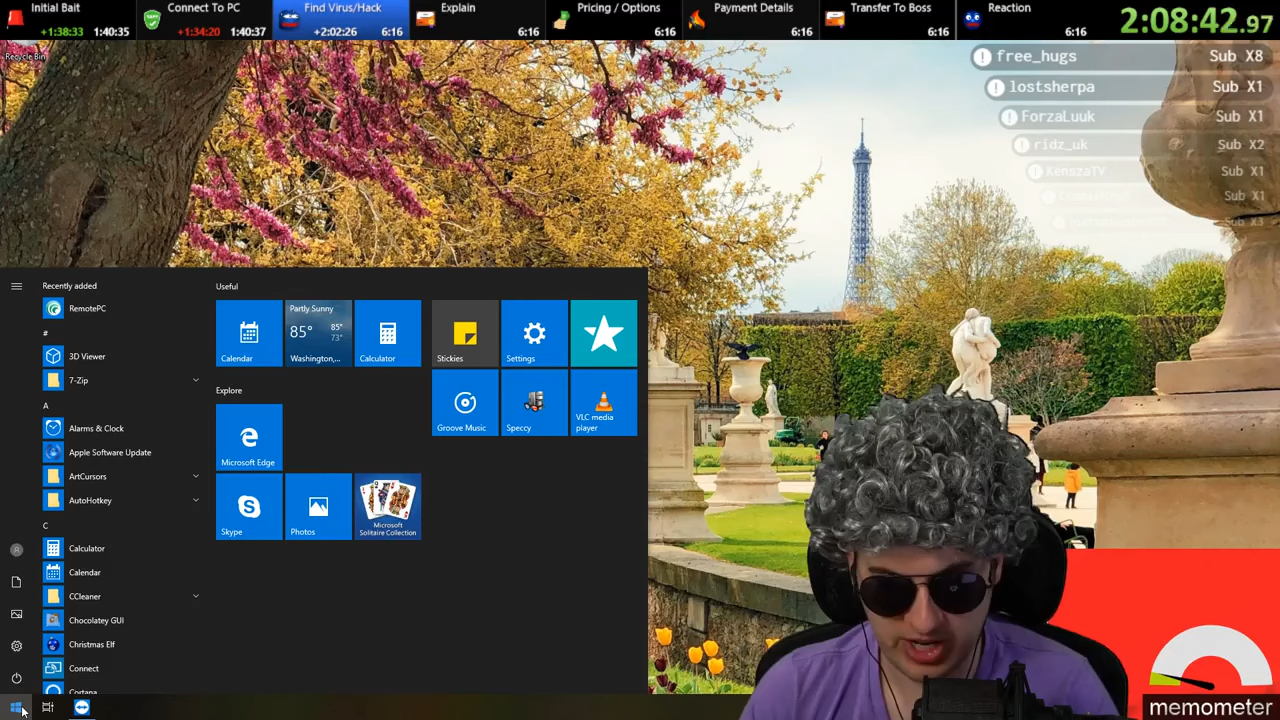 Initial Bait
+1:38:33 1:40:35
Connect To PC
+1:34:20 1:40:37
Find Virus/Hack
+2:02:26 6:16
Explain
6:16
Pricing / Options
6:16
Payment Details
6:16
Transfer To Boss
6:16
Reaction
6:16
2:08:42.97
Recycle Bin
free_hugs Sub X8
lostsherpa Sub X1
ForzaLuuk Sub X1
ridz_uk Sub X2
KenszaTV Sub X1
Sub X1
Recently added
RemotePC
#
3D Viewer
7-Zip
A
Alarms & Clock
Apple Software Update
ArtCursors
AutoHotkey
C
Calculator
Calendar
CCleaner
Chocolatey GUI
Christmas Elf
Connect
Cortana
Useful
Calendar
Partly Sunny
85° 85°
73°
Washington,...
Calculator
Stickies
Settings
Explore
Microsoft Edge
Groove Music
Speccy
VLC media
player
Skype
Photos
Microsoft
Solitaire Collection
memometer